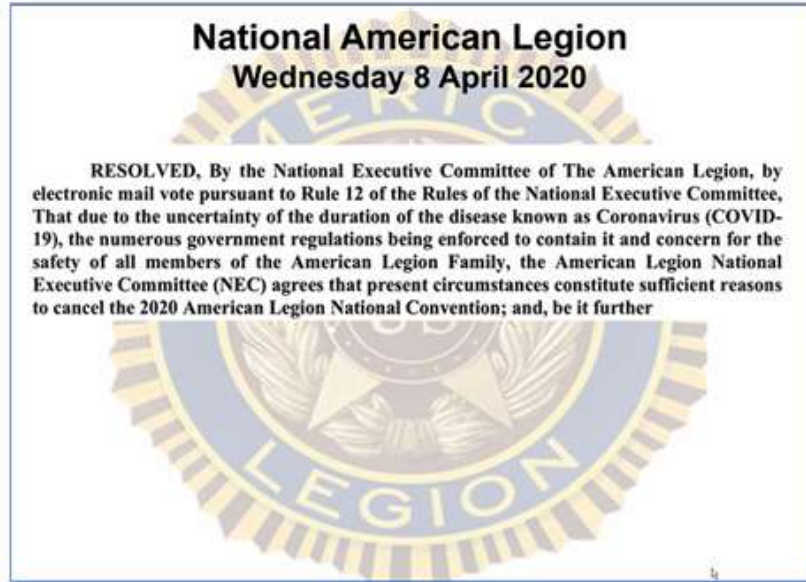 National American Legion
Wednesday 8 April 2020
AMERIC
RESOLVED, By the National Executive Committee of The American Legion, by
electronic mail vote pursuant to Rule 12 of the Rules of the National Executive Committee,
That due to the uncertainty of the duration of the disease known as Coronavirus (COVID-
19), the numerous government regulations being enforced to contain it and concern for the
safety of all members of the American Legion Family, the American Legion National
Executive Committee (NEC) agrees that present circumstances constitute sufficient reasons
to cancel the 2020 American Legion National Convention; and, be it further
LEGION